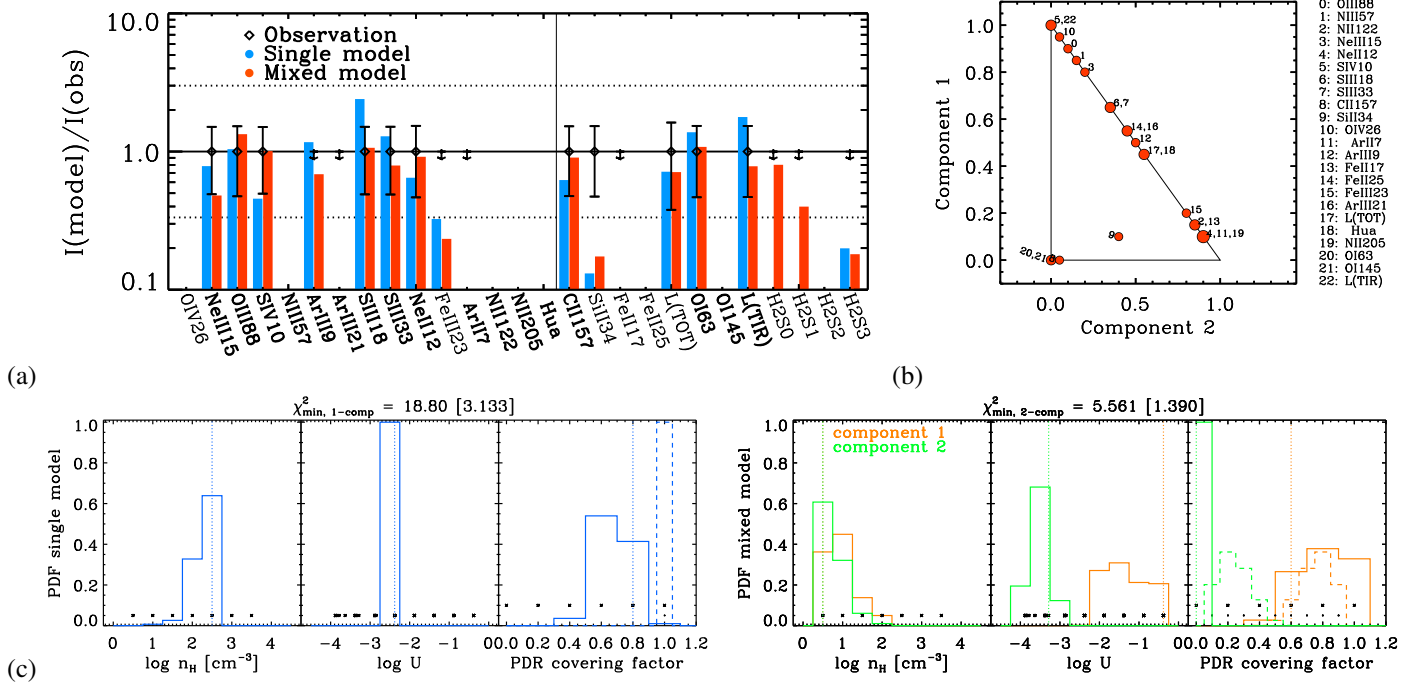 10.0
1.0
0.1
I(model)/I(obs)
Observation
Single model
Mixed model
OIV26
NeIII15
OIII88
SIV10
NIII57
ArIII9
ArIII21
SIII18
SIII33
NeII12
FeIII23
ArII7
NII122
NII205
Hua
CII157
SiII34
FeII17
FeII25
L(TOT)
OI63
OI145
L(TIR)
H2S0
H2S1
H2S2
H2S3
(a)
Component 1
1.0
0.8
0.6
0.4
0.2
0.0
5,22
10
0
1
3
6,7
14,16
12
17,18
15
2,13
4,11,19
9
20,21
0.0
0.5
1.0
Component 2
0: OIII88
1: NIII57
2: NII122
3: NeIII15
4: NeII12
5: SIV10
6: SIII18
7: SIII33
8: CII157
9: SiII34
10: OIV26
11: ArII7
12: ArIII9
13: FeII17
14: FeII25
15: FeIII23
16: ArIII21
17: L(TOT)
18: Hua
19: NII205
20: OI63
21: OI145
22: L(TIR)
(b)
χ²min, 1-comp = 18.80 [3.133]
PDF single model
1.0
0.8
0.6
0.4
0.2
0.0
0 1 2 3 4
log nH [cm⁻³]
−4 −3 −2 −1 0
log U
0.0 0.2 0.4 0.6 0.8 1.0 1.2
PDR covering factor
χ²min, 2-comp = 5.561 [1.390]
component 1
component 2
PDF mixed model
1.0
0.8
0.6
0.4
0.2
0.0
0 1 2 3 4
log nH [cm⁻³]
−4 −3 −2 −1 0
log U
0.0 0.2 0.4 0.6 0.8 1.0 1.2
PDR covering factor
(c)